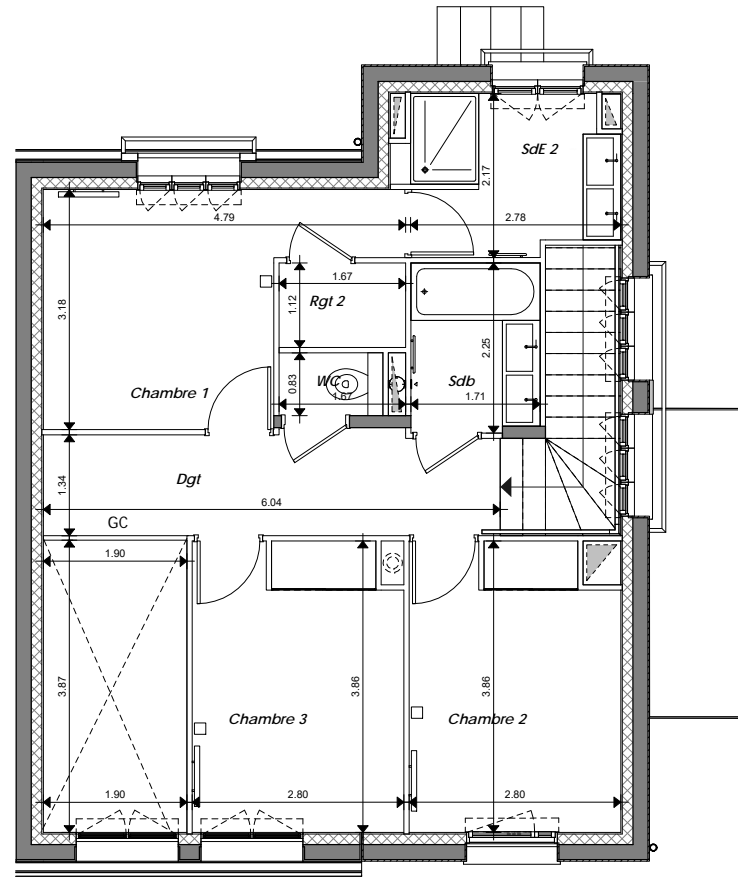 SdE 2
2.17
4.79
2.78
1.67
1.12
Rgt 2
3.18
2.25
WC
0.83
1.67
Sdb
1.71
Chambre 1
Dgt
1.34
6.04
GC
1.90
3.87
3.86
3.86
Chambre 3
Chambre 2
1.90
2.80
2.80